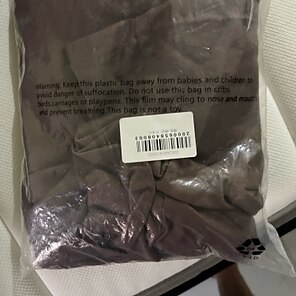 Warning: Keep this plastic bag away from babies and children to
avoid danger of suffocation. Do not use this bag in cribs
beds,carriages or playpens. This film may cling to nose and mouth
and prevent breathing.This bag is not a toy.